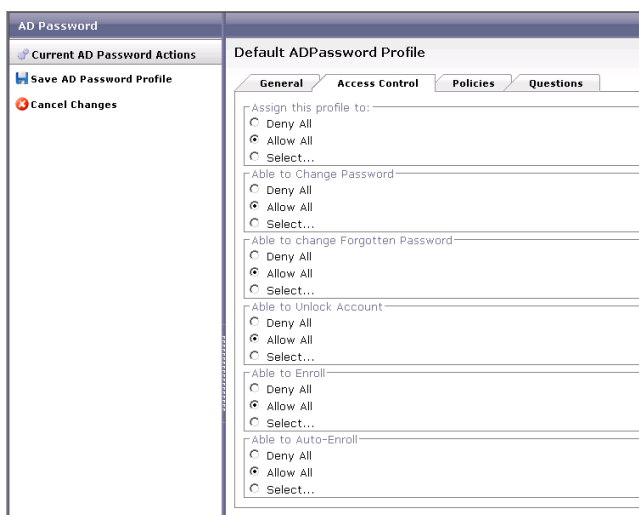 AD Password
Current AD Password Actions
Save AD Password Profile
Cancel Changes
Default ADPassword Profile
General Access Control Policies Questions
Assign this profile to:
Deny All
Allow All
Select...
Able to Change Password
Deny All
Allow All
Select...
Able to change Forgotten Password
Deny All
Allow All
Select...
Able to Unlock Account
Deny All
Allow All
Select...
Able to Enroll
Deny All
Allow All
Select...
Able to Auto-Enroll
Deny All
Allow All
Select...